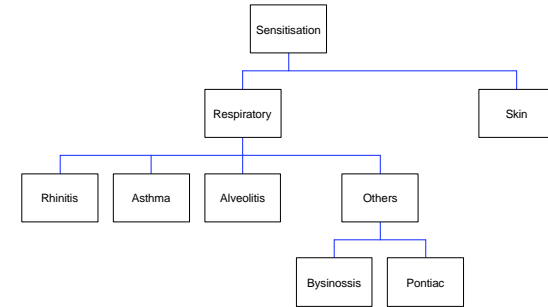 Sensitisation
Respiratory
Skin
Rhinitis
Asthma
Alveolitis
Others
Bysinossis
Pontiac